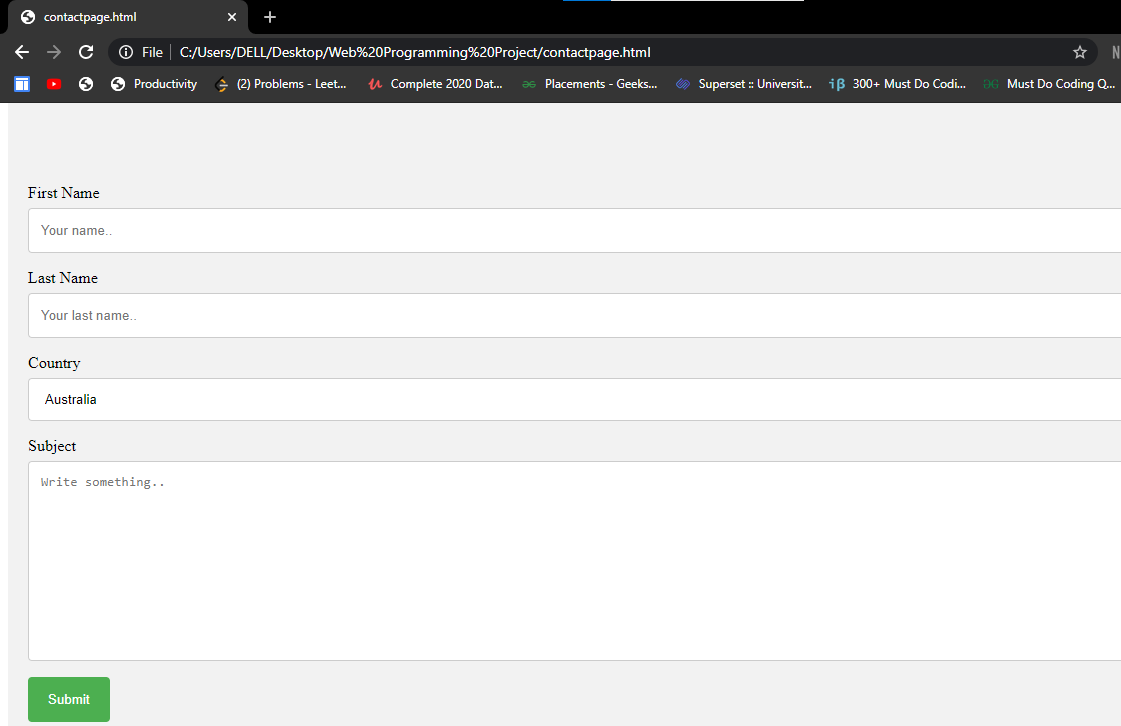 contactpage.html
File C:/Users/DELL/Desktop/Web%20Programming%20Project/contactpage.html N
Productivity (2) Problems - Leet... Complete 2020 Dat... Placements - Geeks... Superset :: Universit... 300+ Must Do Codi... Must Do Coding Q...
First Name
Your name..
Last Name
Your last name..
Country
Australia
Subject
Write something..
Submit